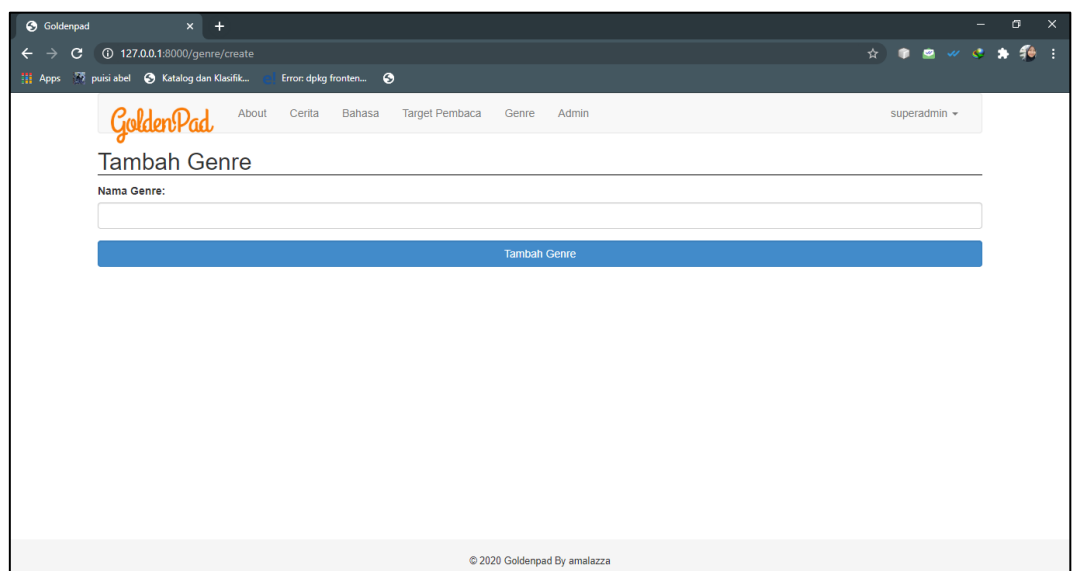 Goldenpad
127.0.0.1:8000/genre/create
Apps puisi abel Katalog dan Klasifik... Error: dpkg fronten...
GoldenPad About Cerita Bahasa Target Pembaca Genre Admin superadmin
Tambah Genre
Nama Genre:
Tambah Genre
© 2020 Goldenpad By amalazza